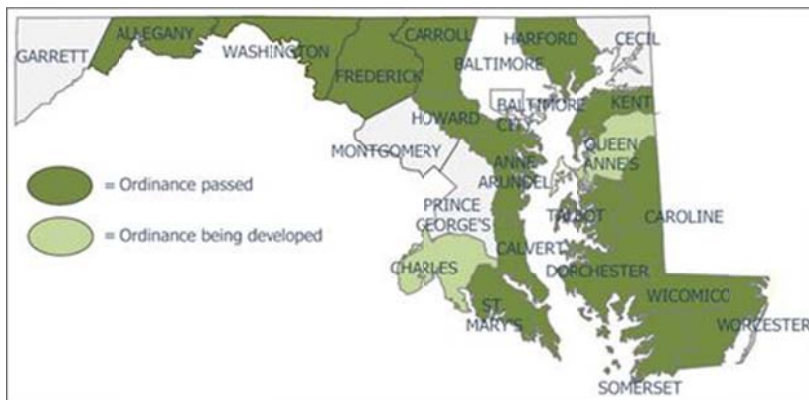 GARRETT
ALLEGANY
WASHINGTON
FREDERICK
CARROLL
BALTIMORE
HARFORD
CECIL
BALTIMORE
CITY
KENT
HOWARD
MONTGOMERY
QUEEN
ANNE'S
ANNE
ARUNDEL
PRINCE
GEORGE'S
TALBOT
CAROLINE
CALVERT
CHARLES
DORCHESTER
ST.
MARY'S
WICOMICO
WORCESTER
SOMERSET
= Ordinance passed
= Ordinance being developed